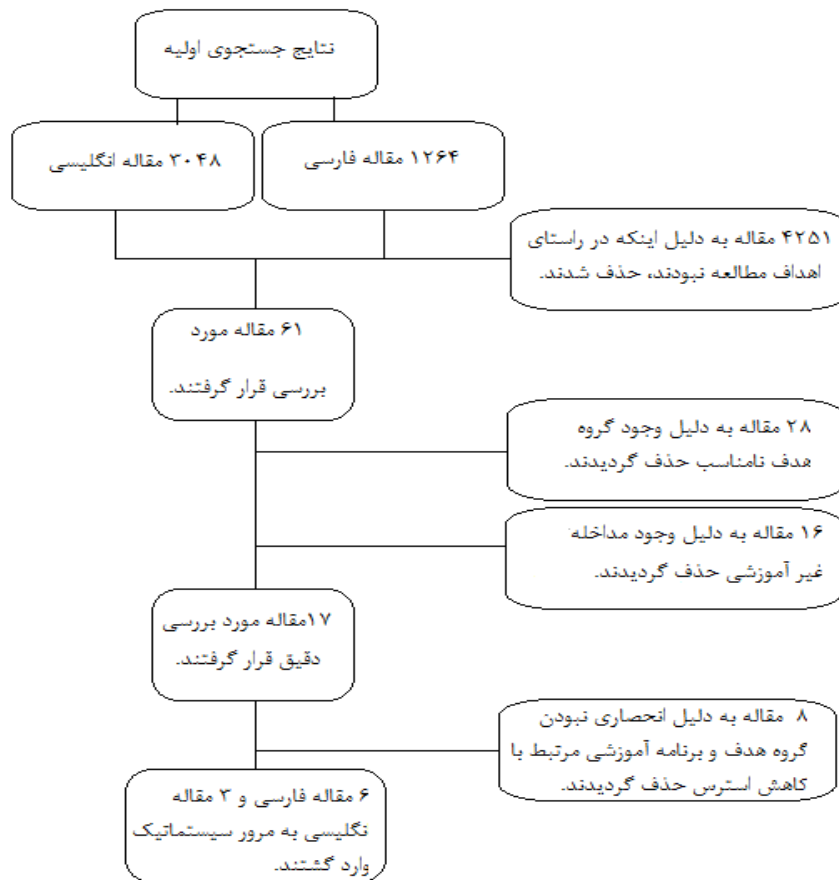 نتایج جستجوی اولیه
۱۲۶۴ مقاله فارسی
۳۰۴۸ مقاله انگلیسی
۴۲۵۱ مقاله به دلیل اینکه در راستای
اهداف مطالعه نبودند، حذف شدند.
۶۱ مقاله مورد
بررسی قرار گرفتند.
۲۸ مقاله به دلیل وجود گروه
هدف نامناسب حذف گردیدند.
۱۶ مقاله به دلیل وجود مداخله
غیر آموزشی حذف گردیدند.
۱۷مقاله مورد بررسی
دقیق قرار گرفتند.
۸ مقاله به دلیل انحصاری نبودن
گروه هدف و برنامه آموزشی مرتبط با
کاهش استرس حذف گردیدند.
۶ مقاله فارسی و ۳ مقاله
نگلیسی به مرور سیستماتیک
وارد گشتند.